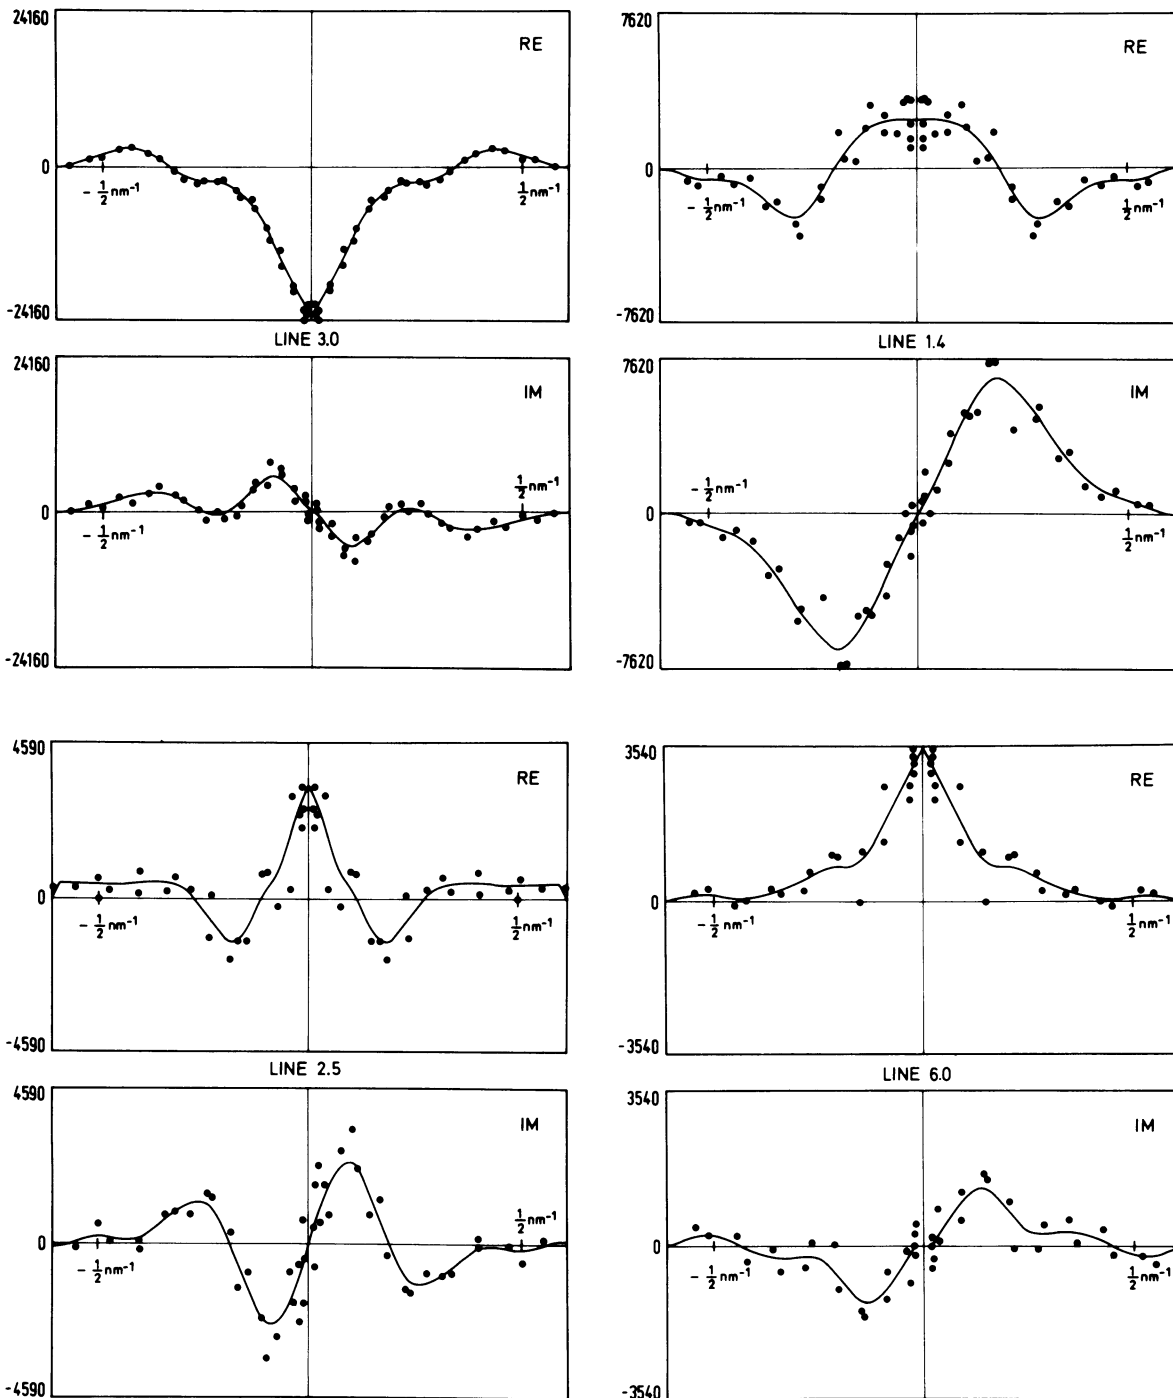 24160
RE
0
- 1/2 nm⁻¹
1/2 nm⁻¹
-24160
LINE 3.0
24160
IM
1/2 nm⁻¹
0
- 1/2 nm⁻¹
-24160
7620
RE
0
- 1/2 nm⁻¹
1/2 nm⁻¹
-7620
LINE 1.4
7620
IM
- 1/2 nm⁻¹
0
1/2 nm⁻¹
-7620
4590
RE
0
- 1/2 nm⁻¹
1/2 nm⁻¹
-4590
LINE 2.5
4590
IM
1/2 nm⁻¹
0
- 1/2 nm⁻¹
-4590
3540
RE
0
- 1/2 nm⁻¹
1/2 nm⁻¹
-3540
LINE 6.0
3540
IM
0
- 1/2 nm⁻¹
1/2 nm⁻¹
-3540